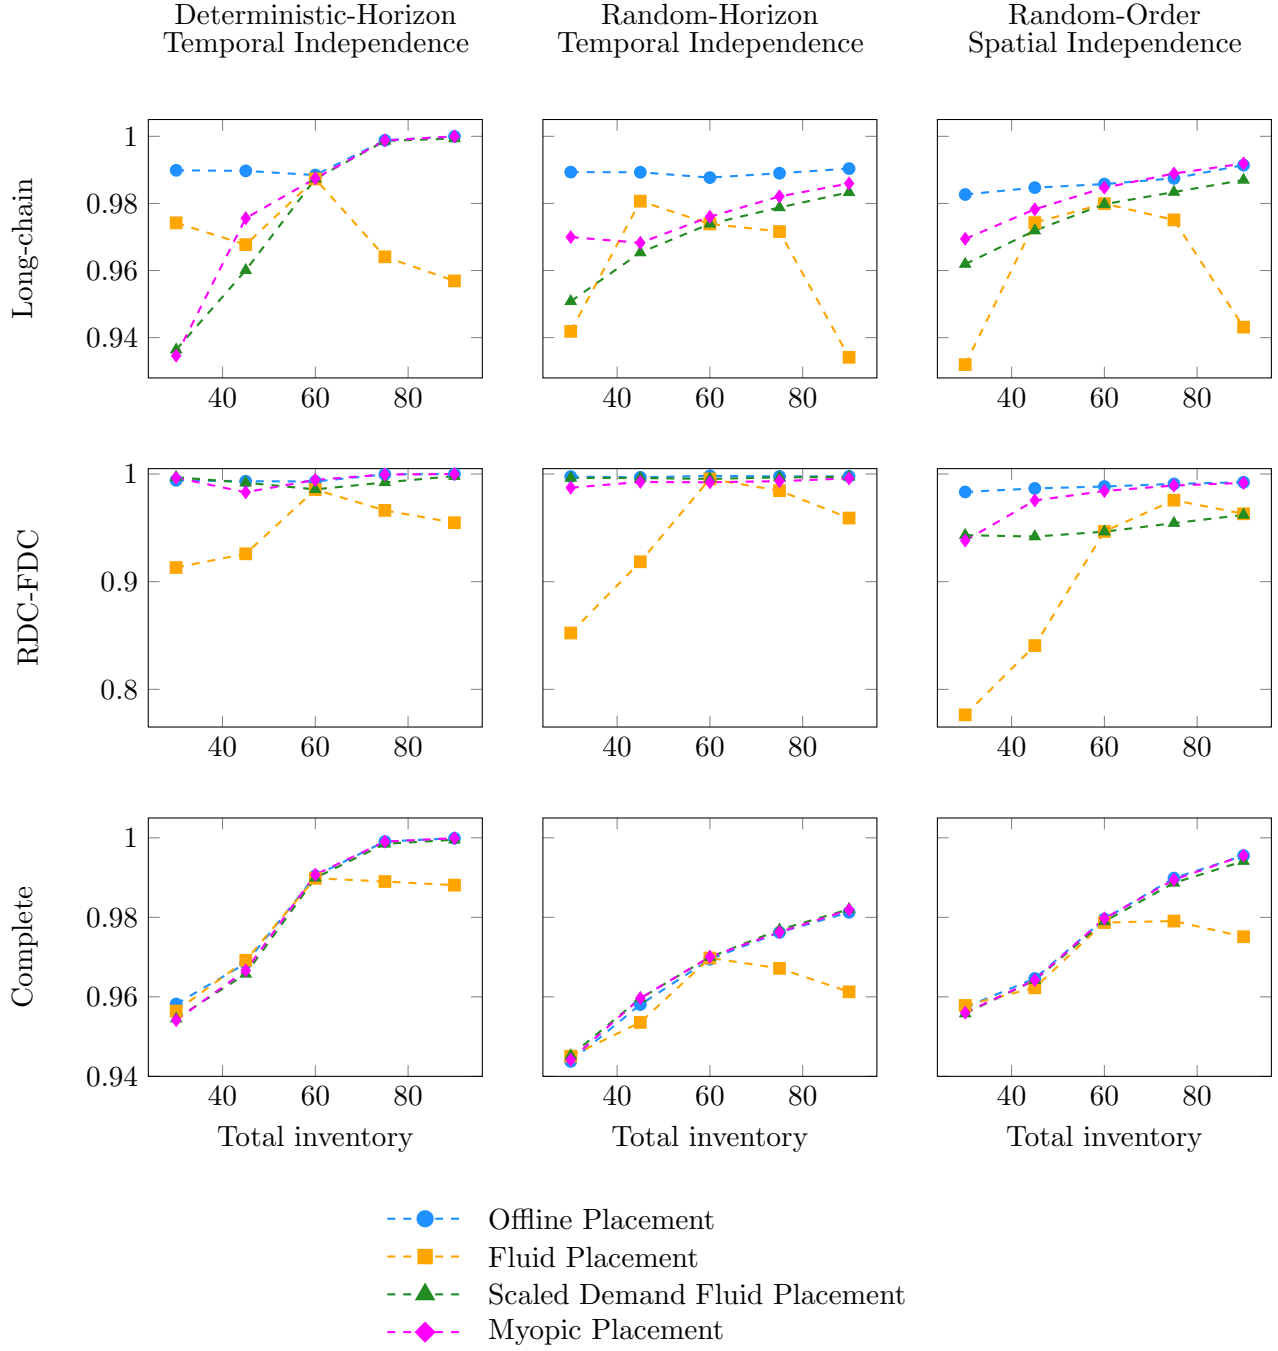 Deterministic-Horizon
Temporal Independence
Random-Horizon
Temporal Independence
Random-Order
Spatial Independence
Long-chain
1
0.98
0.96
0.94
40 60 80
40 60 80
40 60 80
RDC-FDC
1
0.9
0.8
40 60 80
40 60 80
40 60 80
Complete
1
0.98
0.96
0.94
40 60 80
40 60 80
40 60 80
Total inventory
Total inventory
Total inventory
Offline Placement
Fluid Placement
Scaled Demand Fluid Placement
Myopic Placement